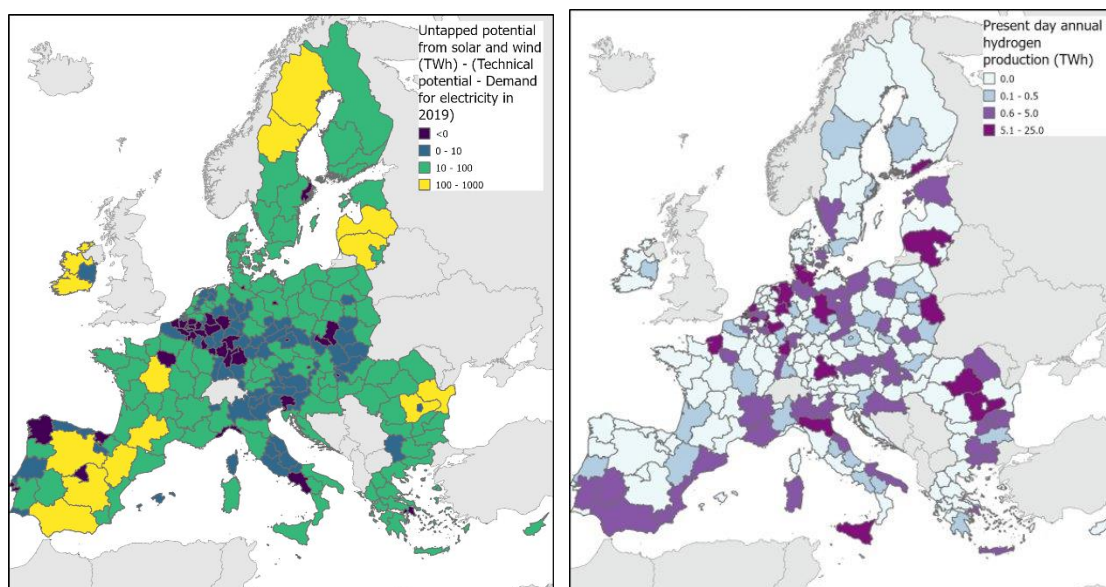 Untapped potential
from solar and wind
(TWh) - (Technical
potential - Demand
for electricity in
2019)
<0
0 - 10
10 - 100
100 - 1000
Present day annual
hydrogen
production (TWh)
0.0
0.1 - 0.5
0.6 - 5.0
5.1 - 25.0